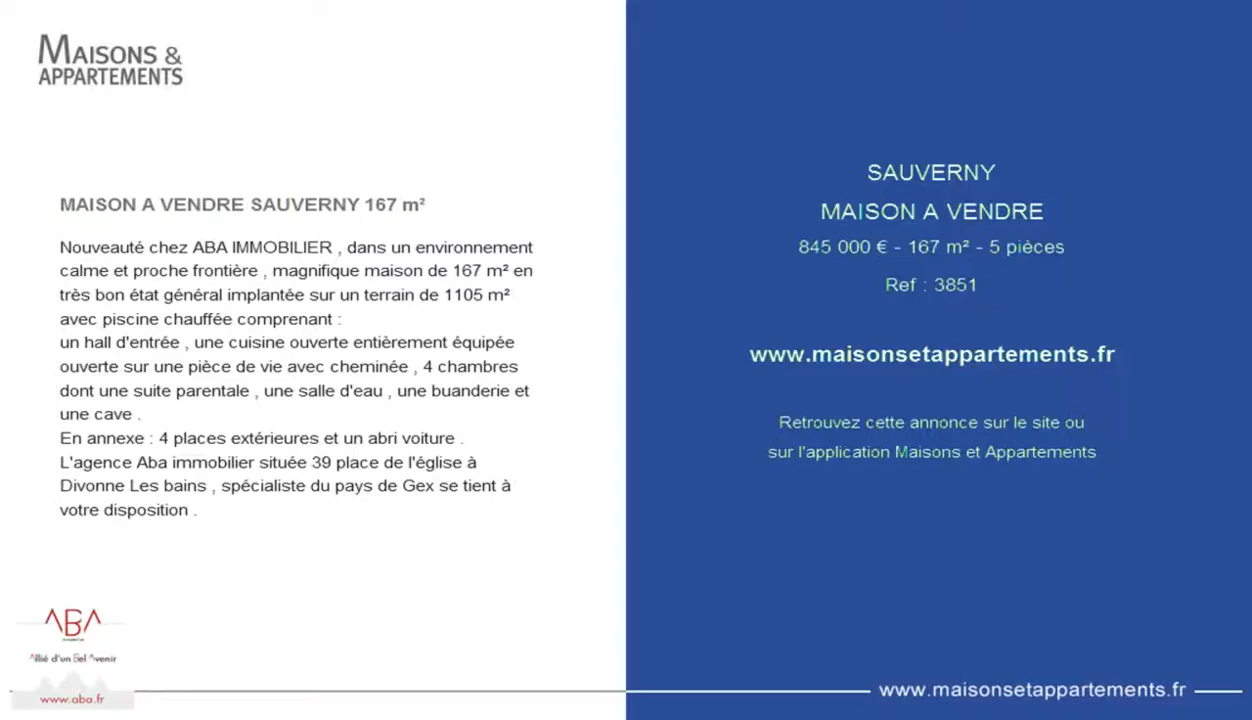 MAISONS &
APPARTEMENTS
MAISON A VENDRE SAUVERNY 167 m²
Nouveauté chez ABA IMMOBILIER , dans un environnement
calme et proche frontière , magnifique maison de 167 m² en
très bon état général implantée sur un terrain de 1105 m²
avec piscine chauffée comprenant :
un hall d'entrée , une cuisine ouverte entièrement équipée
ouverte sur une pièce de vie avec cheminée , 4 chambres
dont une suite parentale , une salle d'eau , une buanderie et
une cave .
En annexe : 4 places extérieures et un abri voiture .
L'agence Aba immobilier située 39 place de l'église à
Divonne Les bains , spécialiste du pays de Gex se tient à
votre disposition .
ABA
Allié d'un Bel Avenir
www.aba.fr
SAUVERNY
MAISON A VENDRE
845 000 € - 167 m² - 5 pièces
Ref : 3851
www.maisonsetappartements.fr
Retrouvez cette annonce sur le site ou
sur l'application Maisons et Appartements
www.maisonsetappartements.fr